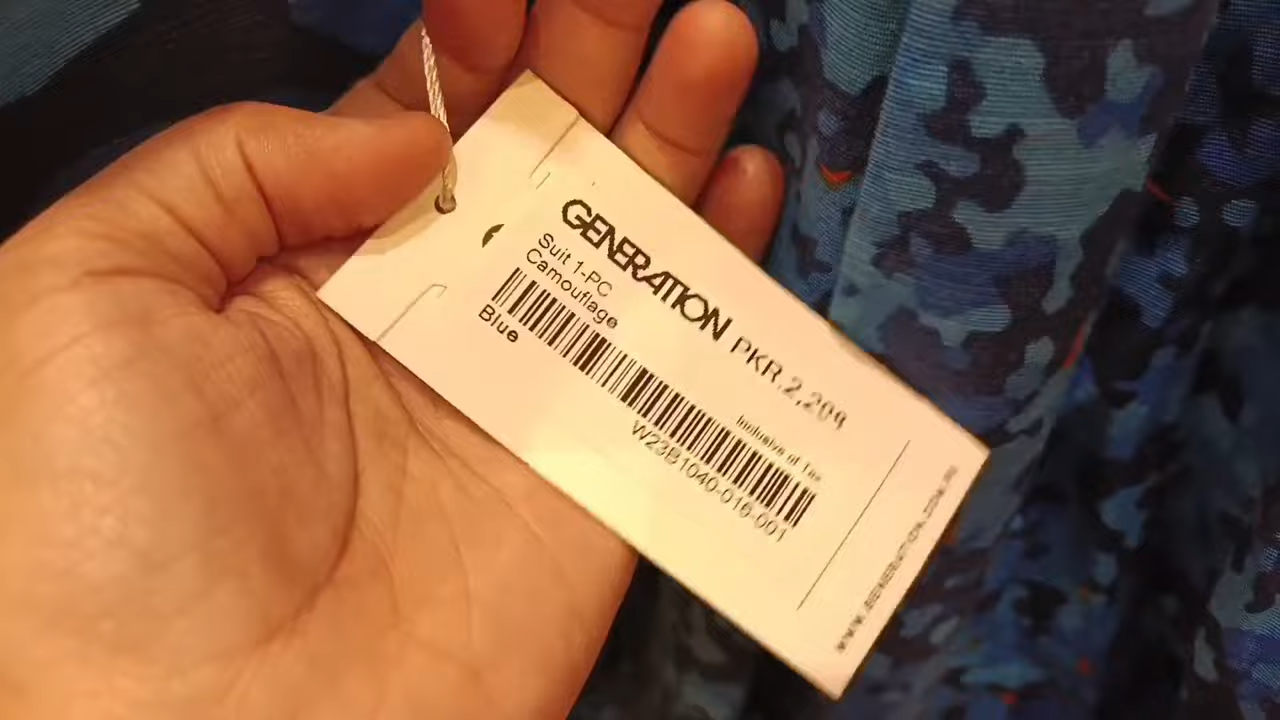 GENERATION
Suit 1-PC
Camouflage
PKR.2,209
Inclusive of Tax
W23B1040-016-001
Blue
WWW.GENERATION.COM.PK